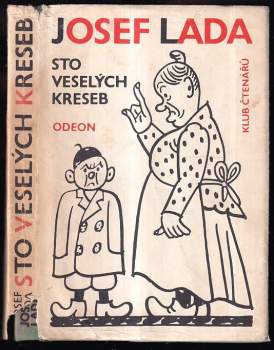 JOSEF LADA
STO
VESELÝCH
KRESEB
ODEON
KLUB ČTENÁŘŮ
STO VESELÝCH KRESEB
JOSEF
LADA